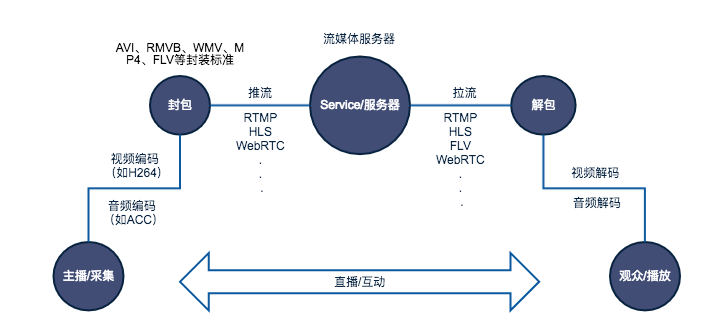 流媒体服务器
AVI、RMVB、WMV、M
P4、FLV等封装标准
封包
推流
RTMP
HLS
WebRTC
.
.
.
Service/服务器
拉流
RTMP
HLS
FLV
WebRTC
.
.
.
解包
视频编码
（如H264）
音频编码
（如ACC）
视频解码
音频解码
主播/采集
直播/互动
观众/播放